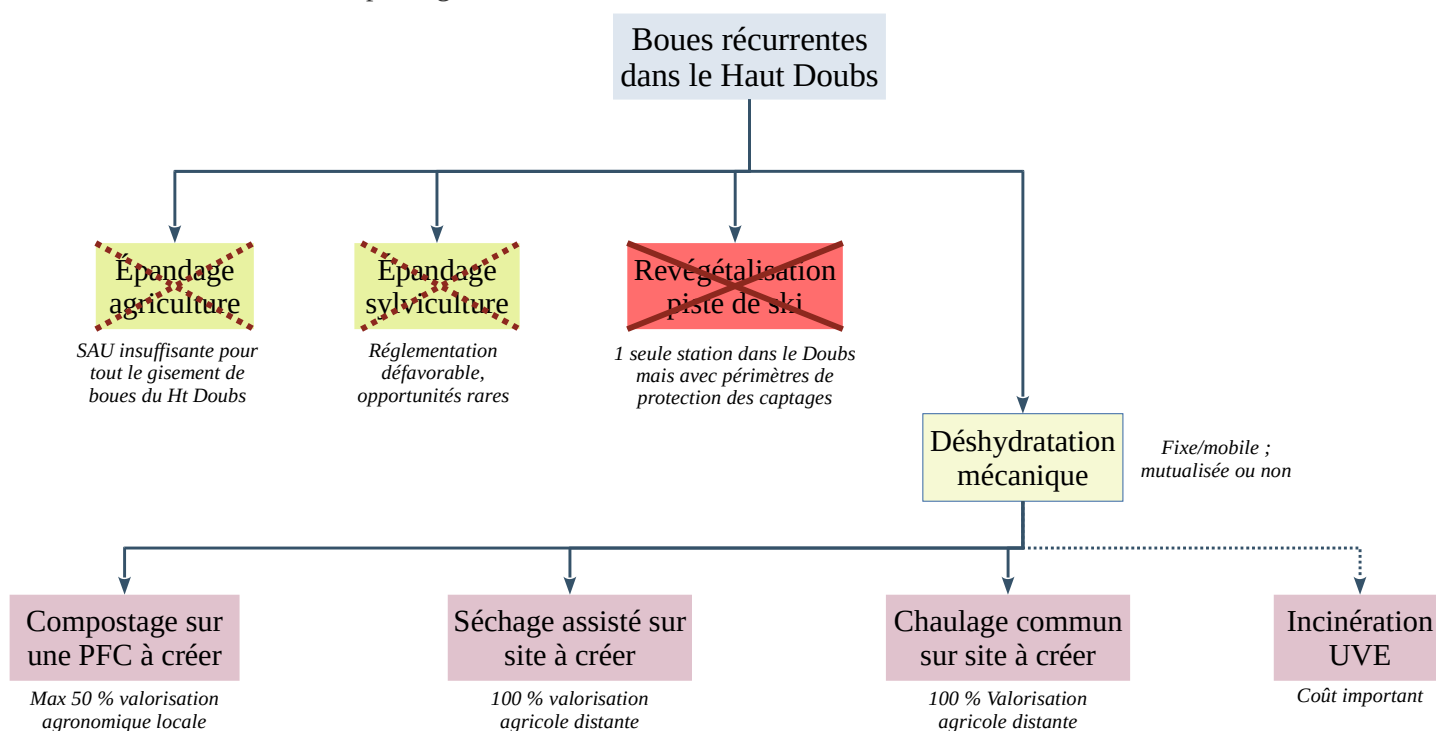 Boues récurrentes
dans le Haut Doubs
Épandage
agriculture
SAU insuffisante pour
tout le gisement de
boues du Ht Doubs
Épandage
sylviculture
Réglementation
défavorable,
opportunités rares
Revégétalisation
piste de ski
1 seule station dans le Doubs
mais avec périmètres de
protection des captages
Déshydratation
mécanique
Fixe/mobile ;
mutualisée ou non
Compostage sur
une PFC à créer
Max 50 % valorisation
agronomique locale
Séchage assisté sur
site à créer
100 % valorisation
agricole distante
Chaulage commun
sur site à créer
100 % Valorisation
agricole distante
Incinération
UVE
Coût important